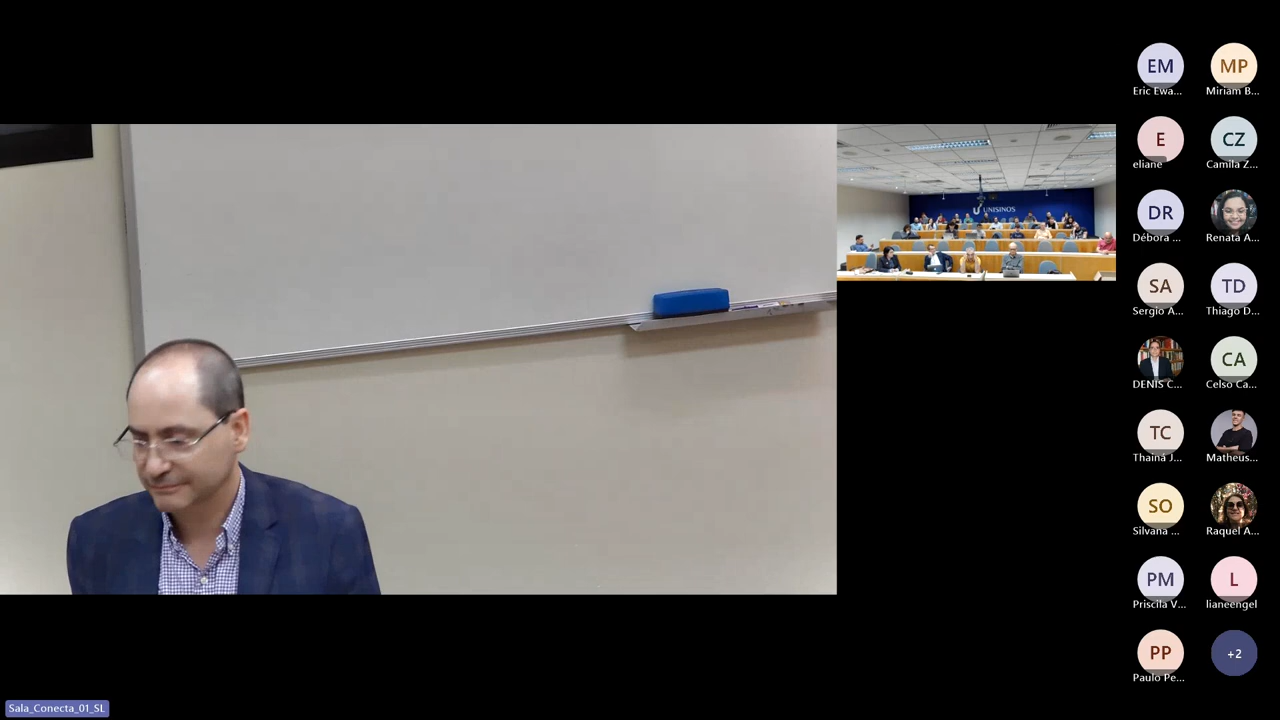 EM
Eric Ewa...
MP
Miriam B...
E
eliane
CZ
Camila Z...
DR
Débora ...
Renata A...
SA
Sergio A...
TD
Thiago D...
DENIS C...
CA
Celso Ca...
TC
Thainá J...
Matheus...
SO
Silvana ...
Raquel A...
PM
Priscila V...
L
lianeengel
PP
Paulo Pe...
+2
UNISINOS
Sala_Conecta_01_SL